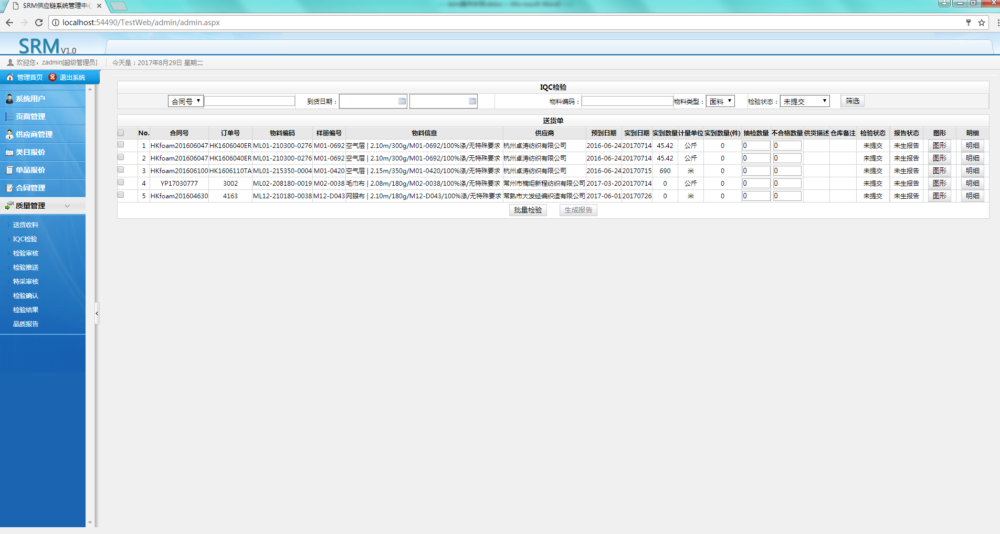 SRM供应链系统管理中心
localhost:54490/TestWeb/admin/admin.aspx
SRM V1.0
欢迎您，zadmin[超级管理员] 今天是：2017年8月29日 星期二
管理首页 退出系统
系统用户
页面管理
供应商管理
类目报价
单品报价
合同管理
质量管理
送货收料
IQC检验
检验审核
检验推送
特采审核
检验确认
检验结果
品质报告
IQC检验
合同号 到货日期： 物料编码： 物料类型： 面料 检验状态： 未提交 筛选
送货单
No. 合同号 订单号 物料编码 样册编号 物料信息 供应商 预到日期 实到日期 实到数量 计量单位 实到数量(件) 抽检数量 不合格数量 供货描述 仓库备注 检验状态 报告状态 图形 明细
1 HKfoam201606047 HK1606040ER ML01-210300-0276 M01-0692 空气层 | 2.10m/300g/M01-0692/100%涤/无特殊要求 杭州卓涛纺织有限公司 2016-06-24 20170714 45.42 公斤 0 0 0 未提交 未生报告 图形 明细
2 HKfoam201606047 HK1606040ER ML01-210300-0276 M01-0692 空气层 | 2.10m/300g/M01-0692/100%涤/无特殊要求 杭州卓涛纺织有限公司 2016-06-24 20170714 45.42 公斤 0 0 0 未提交 未生报告 图形 明细
3 HKfoam201606100 HK1606110TA ML01-215350-0004 M01-0420 空气层 | 2.15m/350g/M01-0420/100%涤/无特殊要求 杭州卓涛纺织有限公司 2016-06-24 20170715 690 米 0 0 0 未提交 未生报告 图形 明细
4 YP17030777 3002 ML02-208180-0019 M02-0038 毛巾布 | 2.08m/180g/M02-0038/100%涤/无特殊要求 常州市楠炬新程纺织有限公司 2017-03-20 20170714 0 公斤 0 0 0 未提交 未生报告 图形 明细
5 HKfoam201604630 4163 ML12-210180-0038 M12-D043 网眼布 | 2.10m/180g/M12-D043/100%涤/无特殊要求 常熟市大发经编织造有限公司 2017-06-01 20170726 0 米 0 0 0 未提交 未生报告 图形 明细
批量检验 生成报告